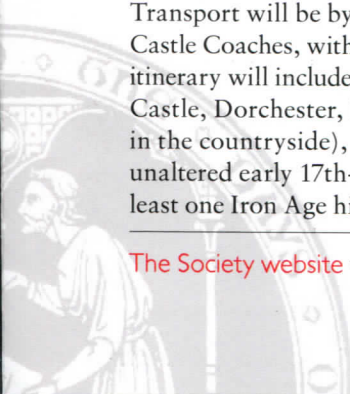 Transport will be by
Castle Coaches, with
itinerary will include
Castle, Dorchester,
in the countryside),
unaltered early 17th-
least one Iron Age
The Society website